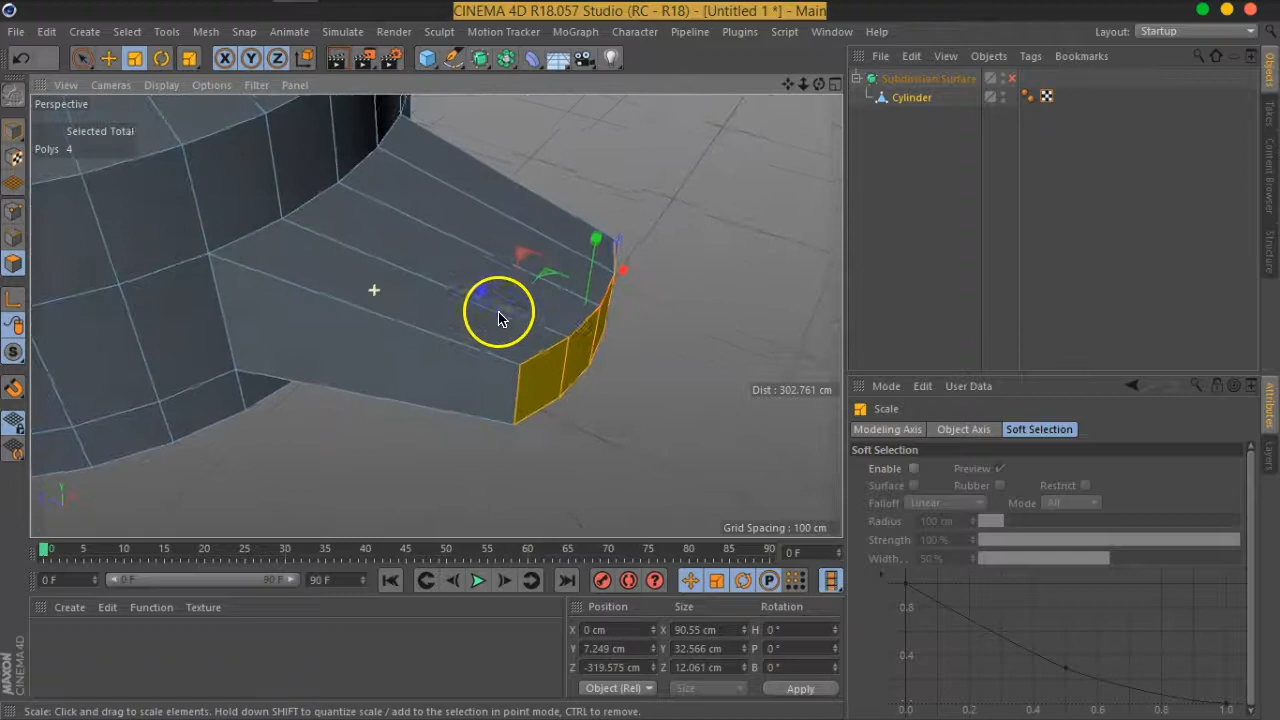 CINEMA 4D R18.057 Studio (RC - R18) - [Untitled 1 *] - Main
File Edit Create Select Tools Mesh Snap Animate Simulate Render Sculpt Motion Tracker MoGraph Character Pipeline Plugins Script Window Help Layout: Startup
X Y Z P
File Edit View Objects Tags Bookmarks
View Cameras Display Options Filter Panel
Perspective
Selected Total
Polys 4
Subdivision Surface
Cylinder
Objects
Takes
Content Browser
Structure
Dist : 302.761 cm
Grid Spacing : 100 cm
Mode Edit User Data
Scale
Modeling Axis Object Axis Soft Selection
Soft Selection
Enable Preview ✓
Surface Rubber Restrict
Falloff Linear Mode All
Radius 100 cm
Strength 100 %
Width. . 50 %
0.8
0.4
0.0 0.2 0.4 0.6 0.8 1.0
Attributes
Layers
0 5 10 15 20 25 30 35 40 45 50 55 60 65 70 75 80 85 90 0 F
0 F 0 F 90 F 90 F
Create Edit Function Texture
Position Size Rotation
X 0 cm X 90.55 cm H 0 °
Y 7.249 cm Y 32.566 cm P 0 °
Z -319.575 cm Z 12.061 cm B 0 °
Object (Rel) Size Apply
MAXON
CINEMA 4D
Scale: Click and drag to scale elements. Hold down SHIFT to quantize scale / add to the selection in point mode, CTRL to remove.